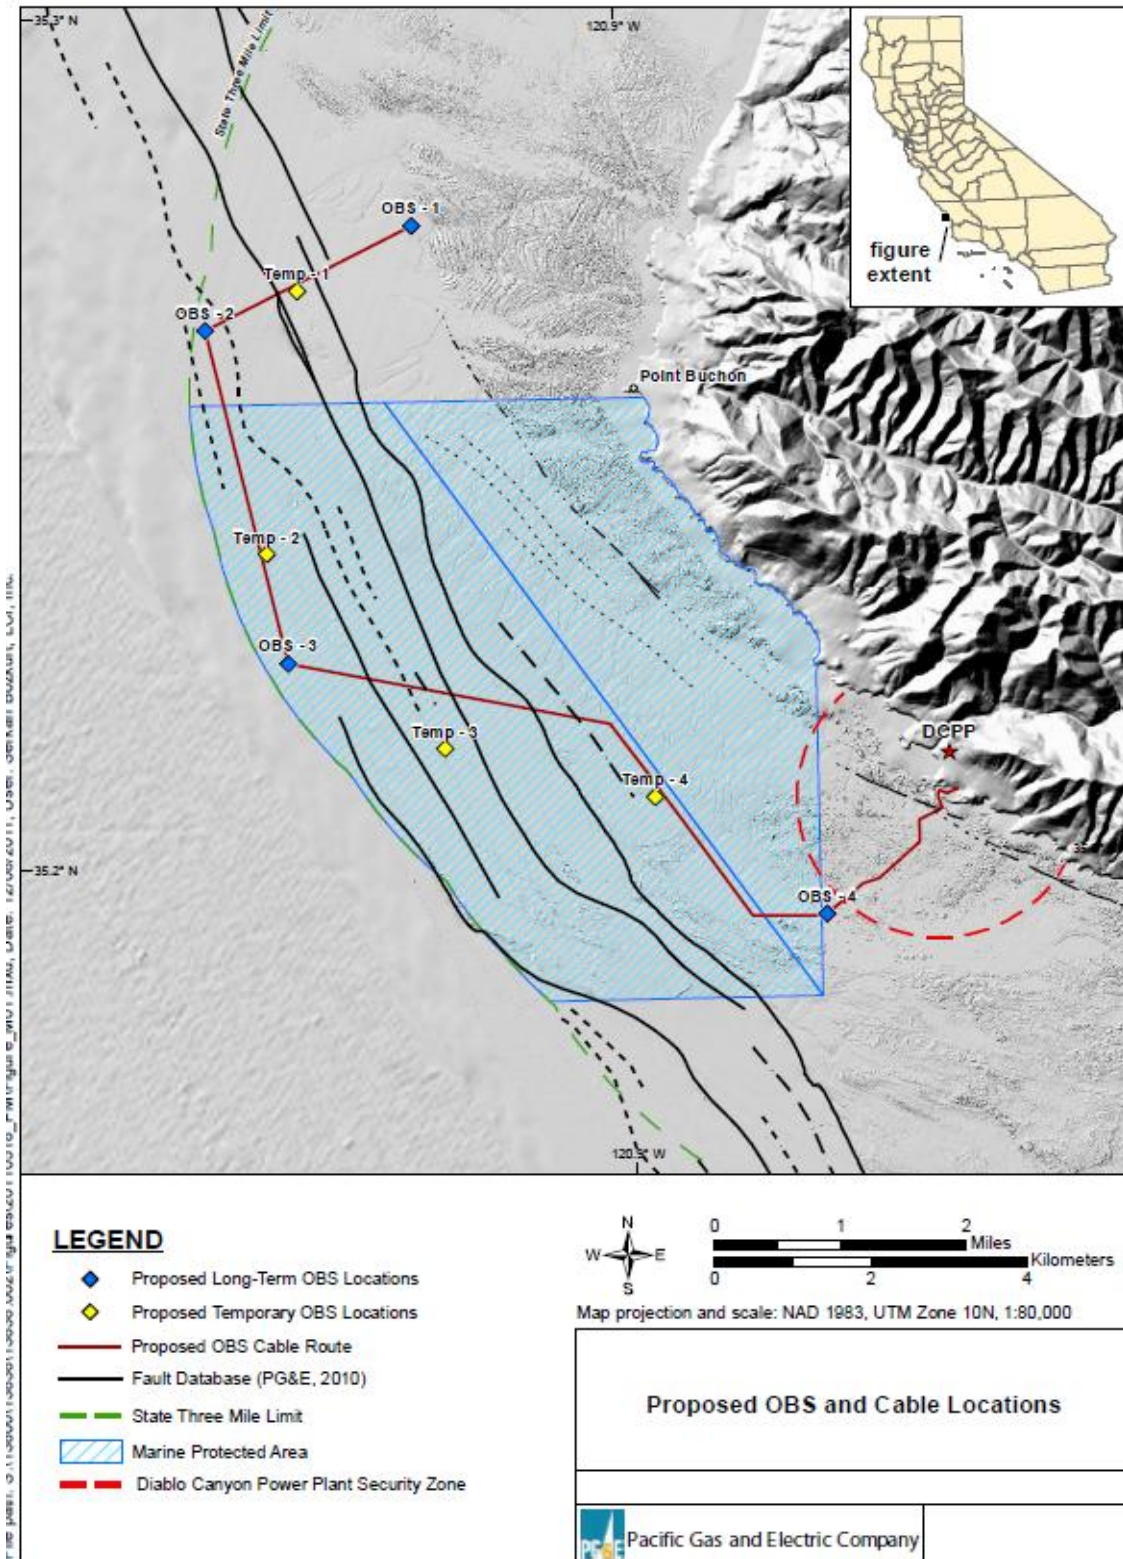 35.3° N
120.9° W
State Three Mile Limit
OBS - 1
figure
extent
Temp - 1
OBS - 2
Point Buchon
Temp - 2
OBS - 3
DCPP
Temp - 3
Temp - 4
35.2° N
OBS - 4
LEGEND
Proposed Long-Term OBS Locations
Proposed Temporary OBS Locations
Proposed OBS Cable Route
Fault Database (PG&E, 2010)
State Three Mile Limit
Marine Protected Area
Diablo Canyon Power Plant Security Zone
N
W E
S
0 1 2
Miles
Kilometers
0 2 4
Map projection and scale: NAD 1983, UTM Zone 10N, 1:80,000
Proposed OBS and Cable Locations
PG&E
Pacific Gas and Electric Company